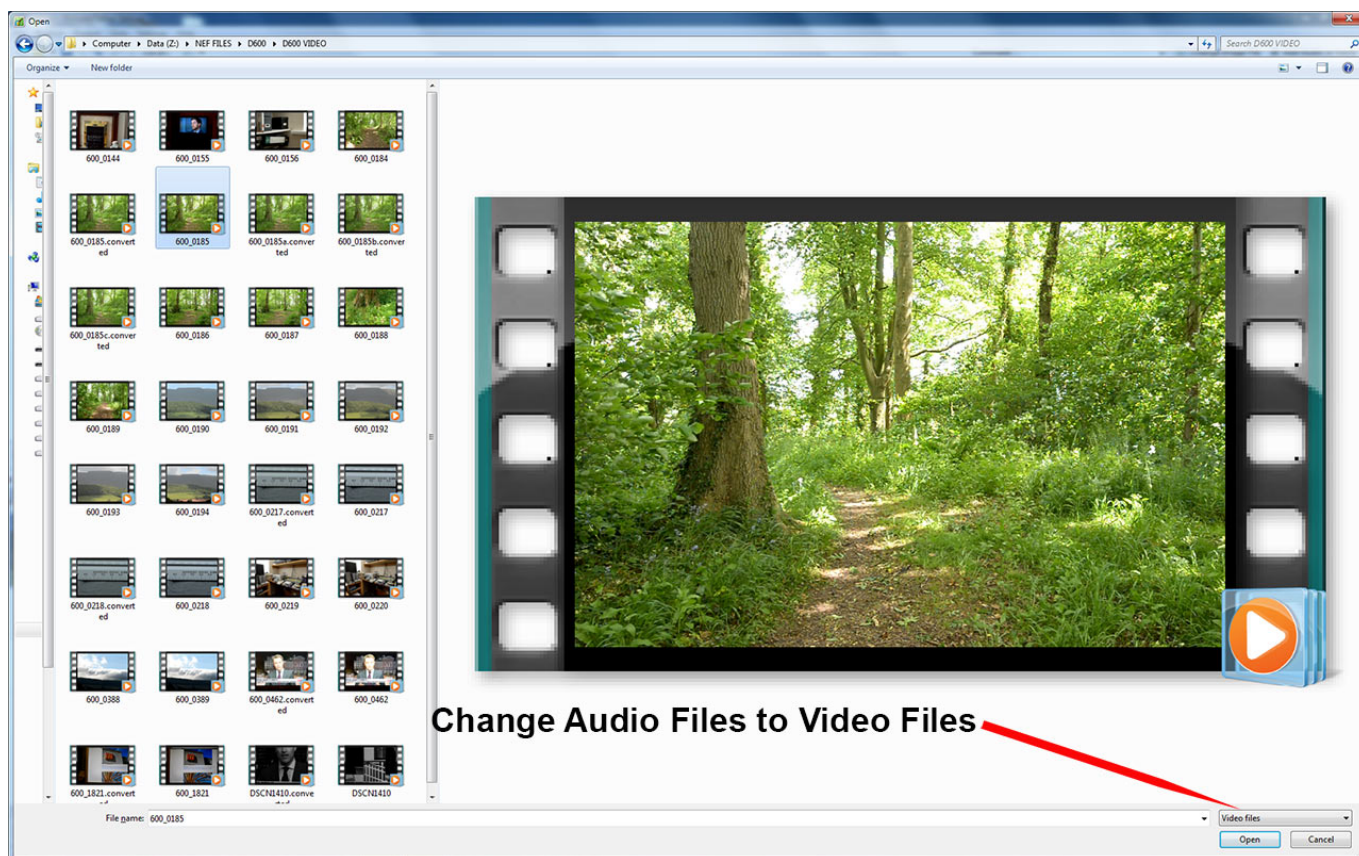 Open
Computer ▸ Data (Z:) ▸ NEF FILES ▸ D600 ▸ D600 VIDEO
Search D600 VIDEO
Organize
New folder
600_0144
600_0155
600_0156
600_0184
600_0185.convert
ed
600_0185
600_0185a.conver
ted
600_0185b.conver
ted
600_0185c.conver
ted
600_0186
600_0187
600_0188
600_0189
600_0190
600_0191
600_0192
600_0193
600_0194
600_0217.convert
ed
600_0217
600_0218.convert
ed
600_0218
600_0219
600_0220
600_0388
600_0389
600_0462.convert
ed
600_0462
Change Audio Files to Video Files
600_1821.convert
ed
600_1821
DSCN1410.conve
rted
DSCN1410
File name: 600_0185
Video files
Open
Cancel